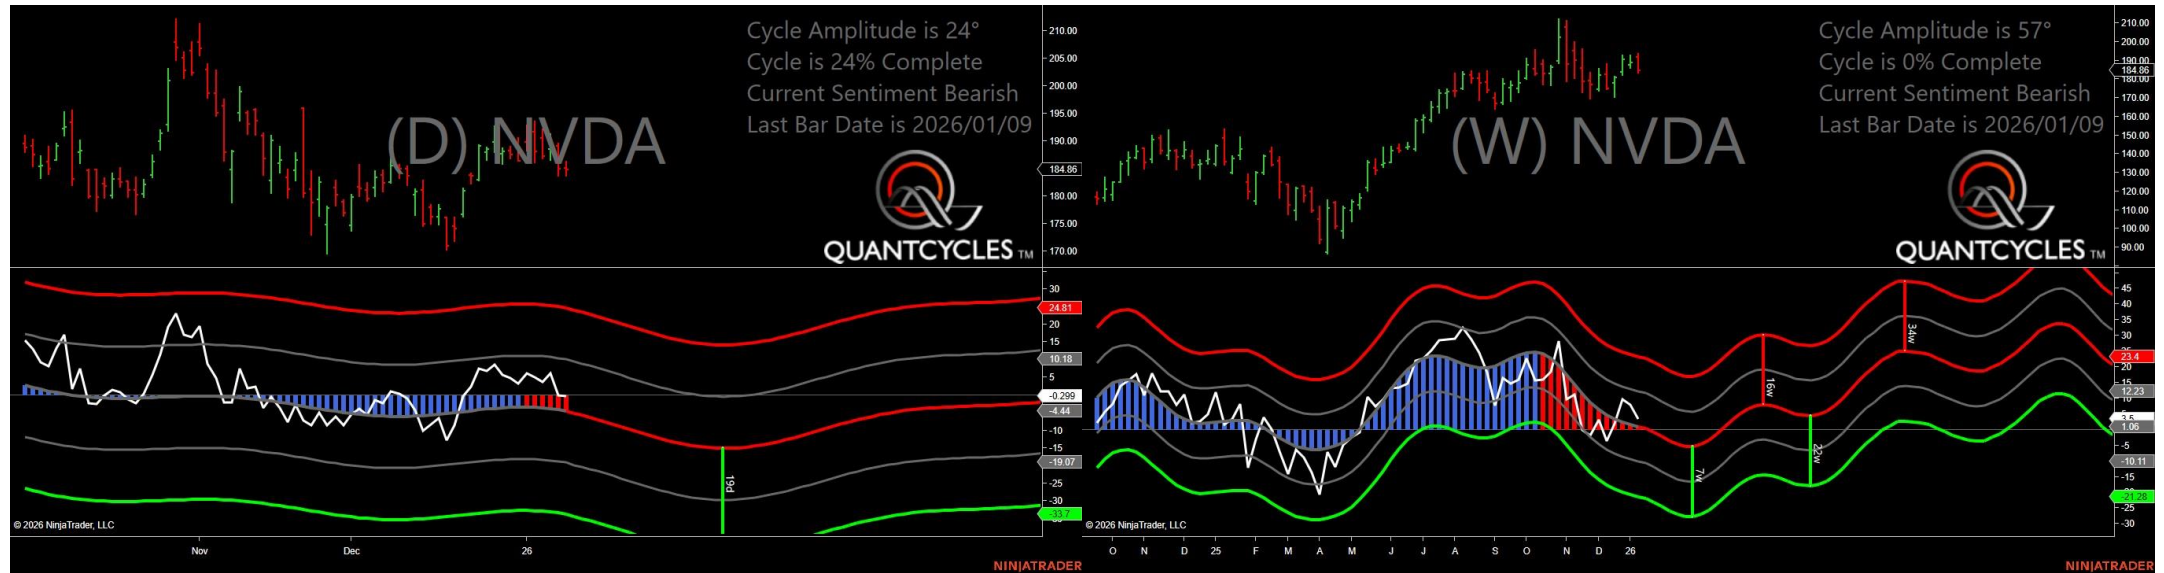 Cycle Amplitude is 24°
Cycle is 24% Complete
Current Sentiment Bearish
Last Bar Date is 2026/01/09
(D) NVDA
QUANTCYCLES TM
210.00
205.00
200.00
195.00
190.00
184.86
180.00
175.00
170.00
30
24.81
20
15
10.18
5
-0.299
-4.44
-10
-15
-19.07
-25
-30
-33.7
19d
© 2026 NinjaTrader, LLC
Nov
Dec
26
NINJATRADER
Cycle Amplitude is 57°
Cycle is 0% Complete
Current Sentiment Bearish
Last Bar Date is 2026/01/09
(W) NVDA
QUANTCYCLES TM
210.00
200.00
190.00
184.86
170.00
160.00
150.00
140.00
130.00
120.00
110.00
100.00
90.00
45
40
35
30
23.4
20
15
12.23
3.5
1.06
-5
-10.11
-15
-21.28
-25
-30
7w
16w
22w
34w
© 2026 NinjaTrader, LLC
O N D 25 F M A M J J A S O N D 26
NINJATRADER